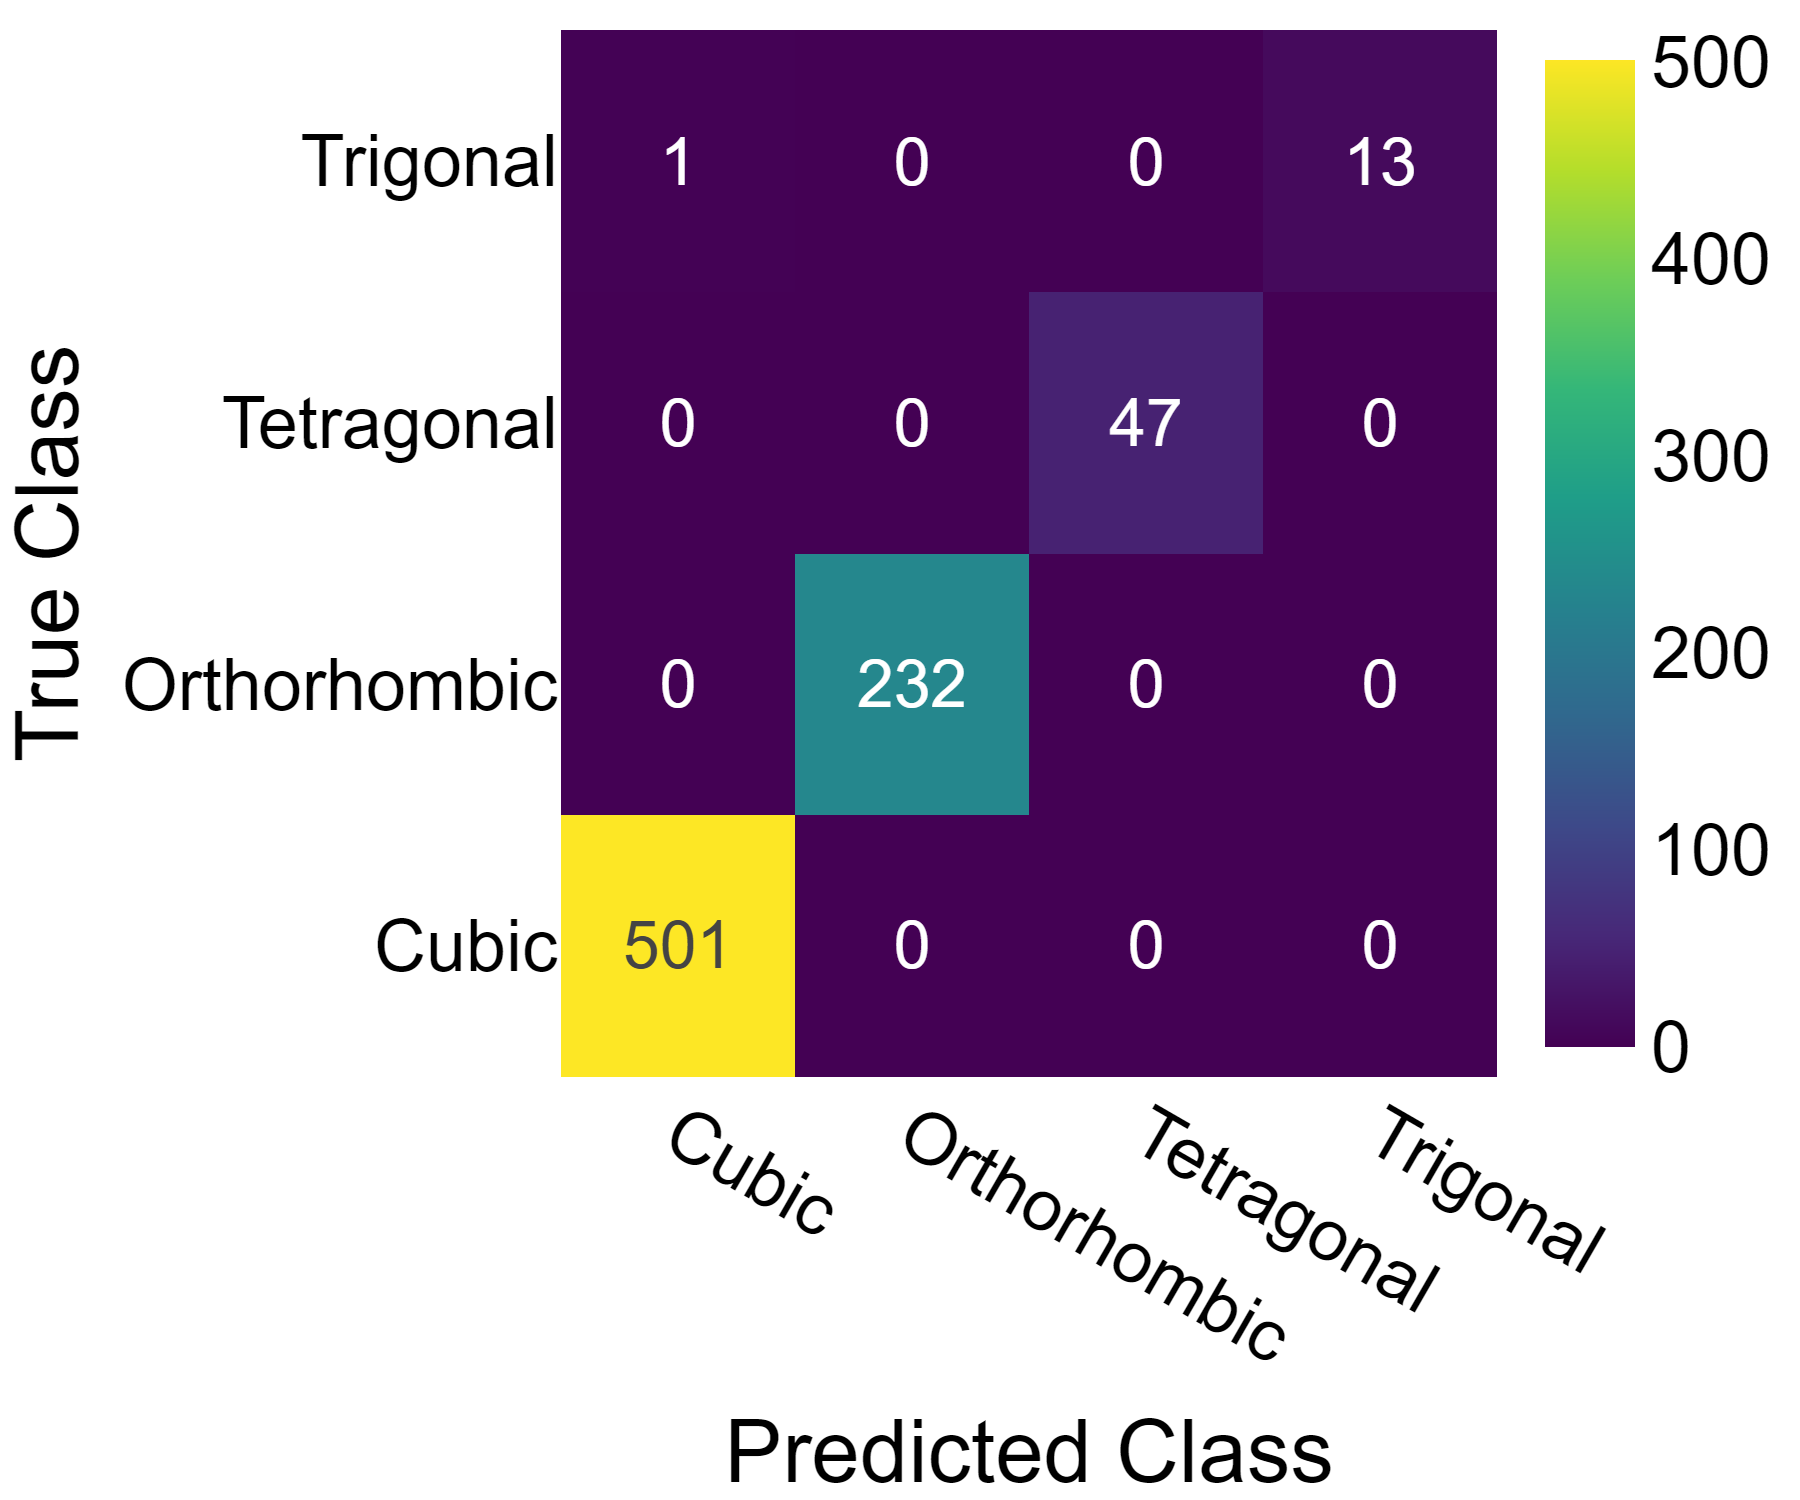 True Class
Trigonal 1 0 0 13
Tetragonal 0 0 47 0
Orthorhombic 0 232 0 0
Cubic 501 0 0 0
Cubic Orthorhombic Tetragonal Trigonal
Predicted Class
500
400
300
200
100
0